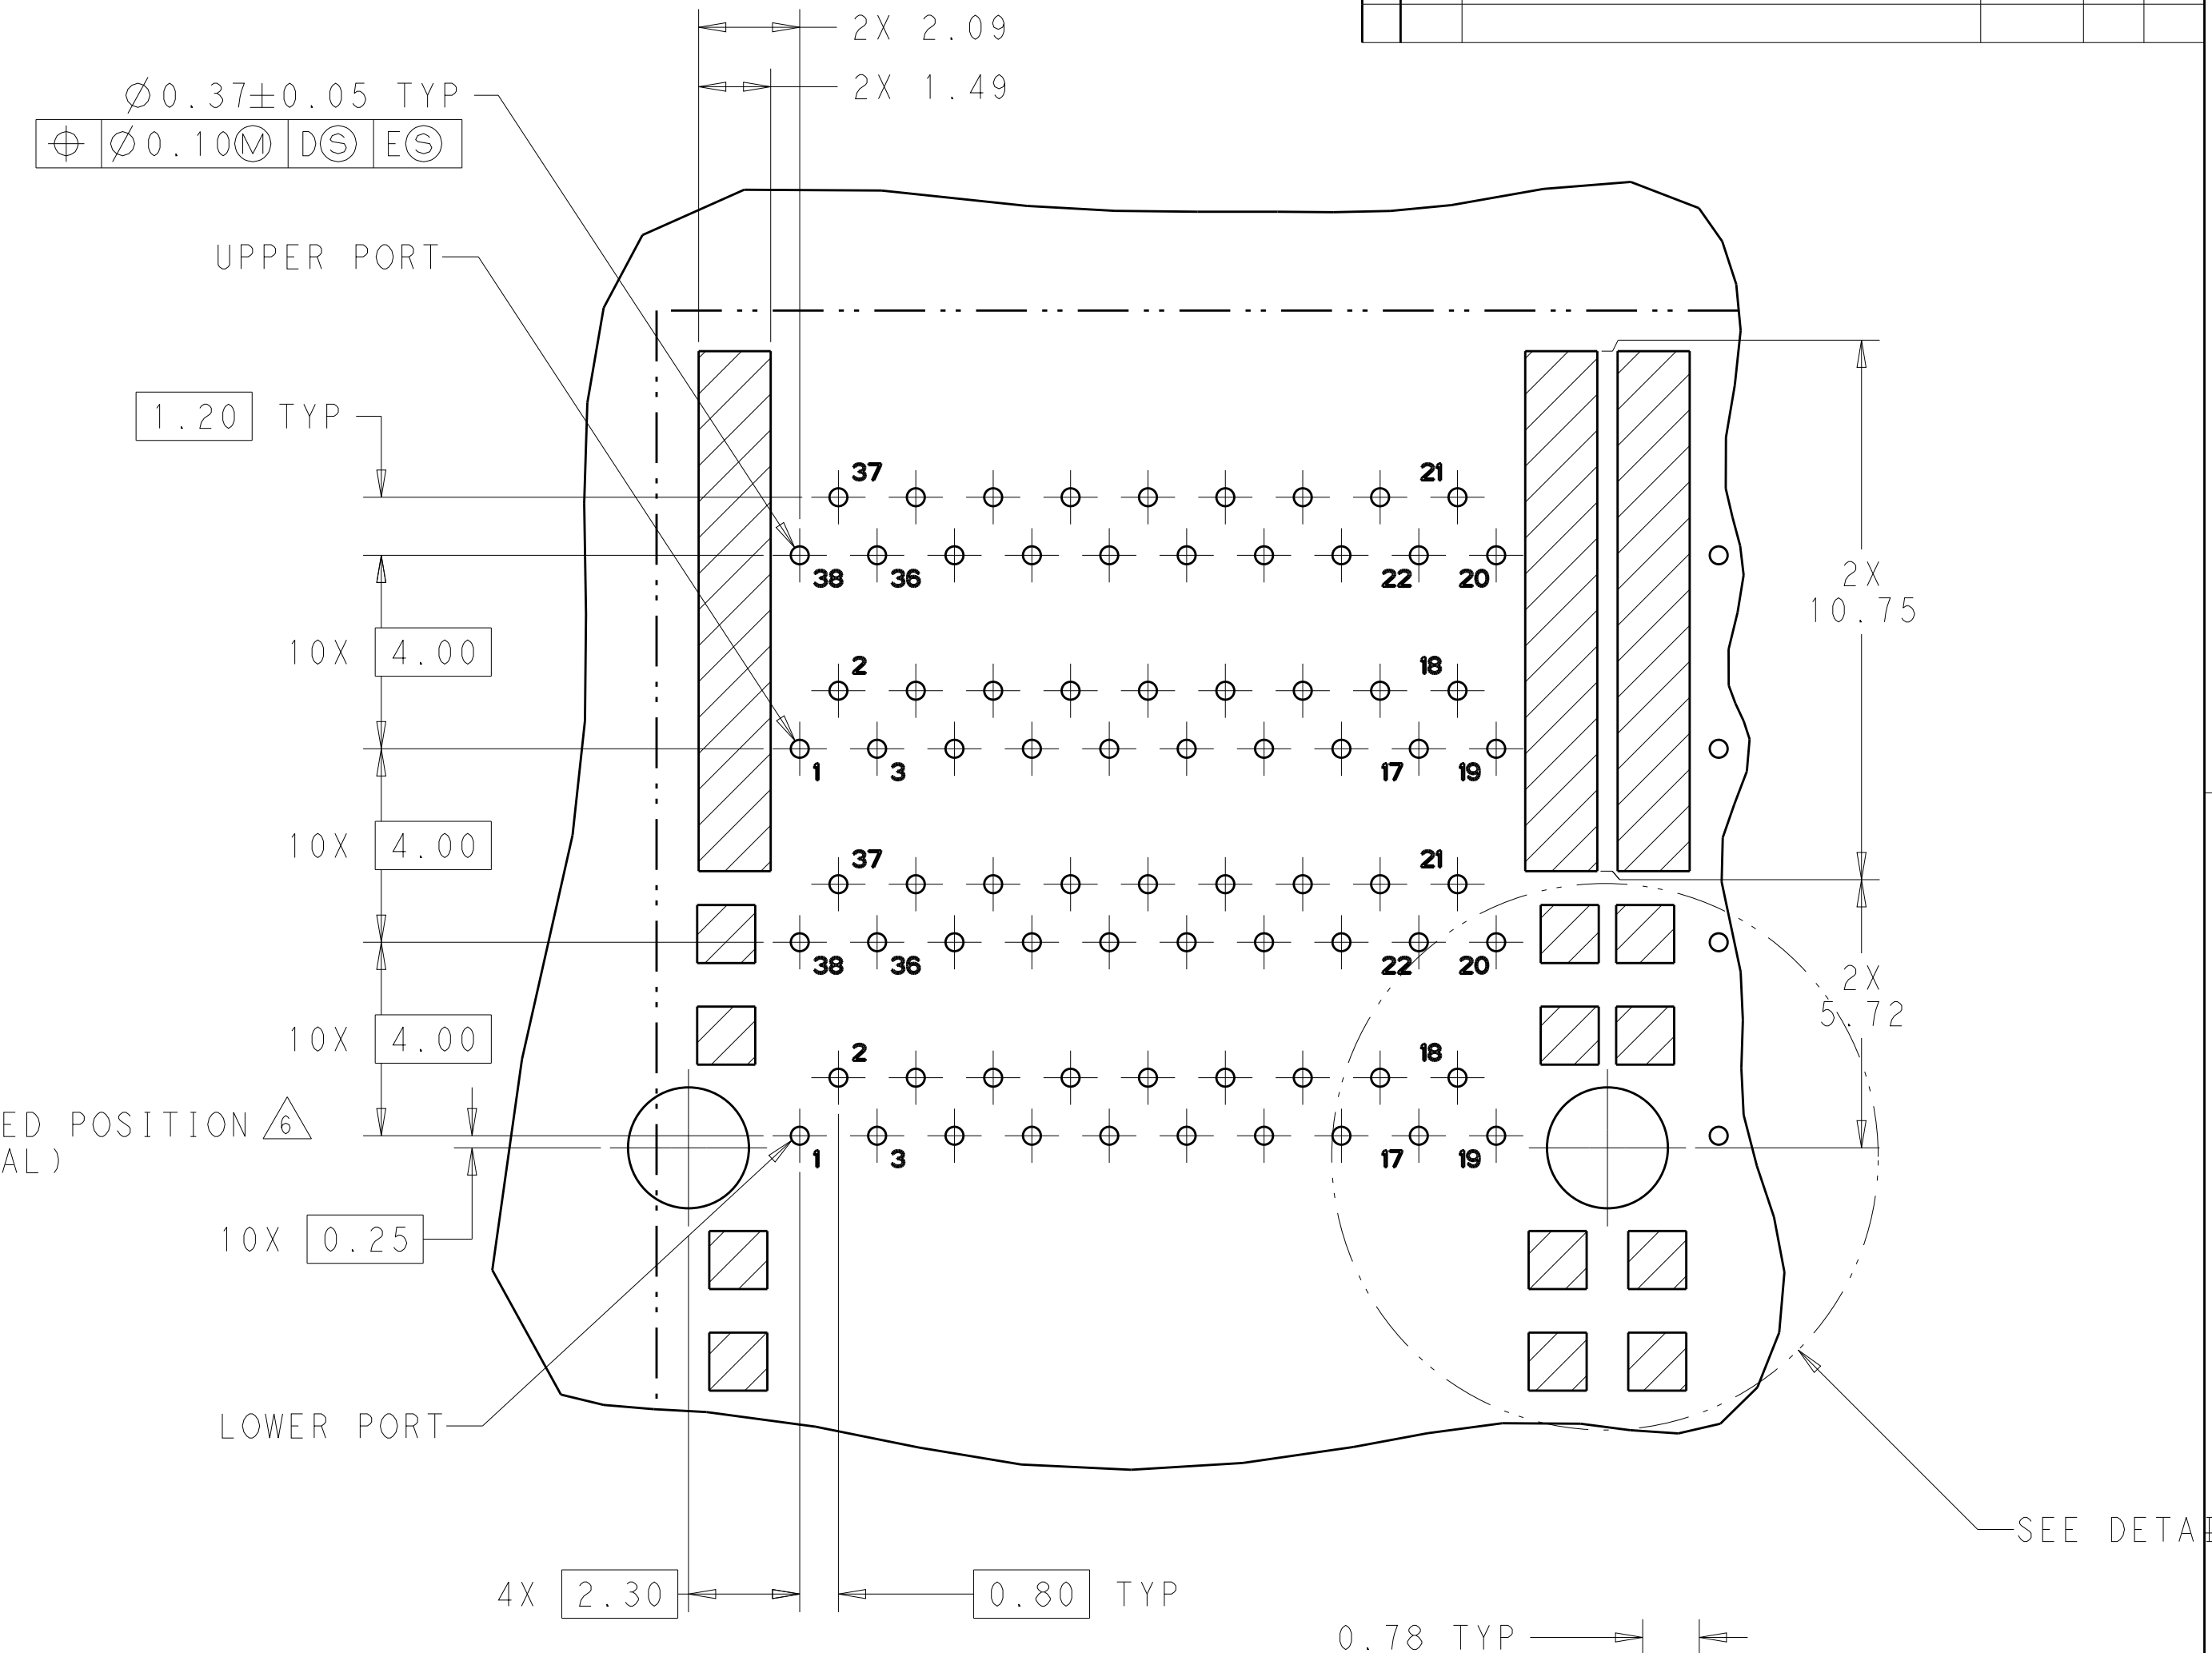 2X 2.09
2X 1.49
Ø0.37±0.05 TYP
⌖ Ø0.10Ⓜ DⓈ EⓈ
UPPER PORT
1.20 TYP
37 21
38 36 22 20
2X
10.75
10X 4.00
2 18
1 3 17 19
10X 4.00
37 21
38 36 22 20
2X
5.72
10X 4.00
2 18
ED POSITION 6
AL)
1 3 17 19
10X 0.25
LOWER PORT
SEE DETAI
4X 2.30 0.80 TYP
0.78 TYP